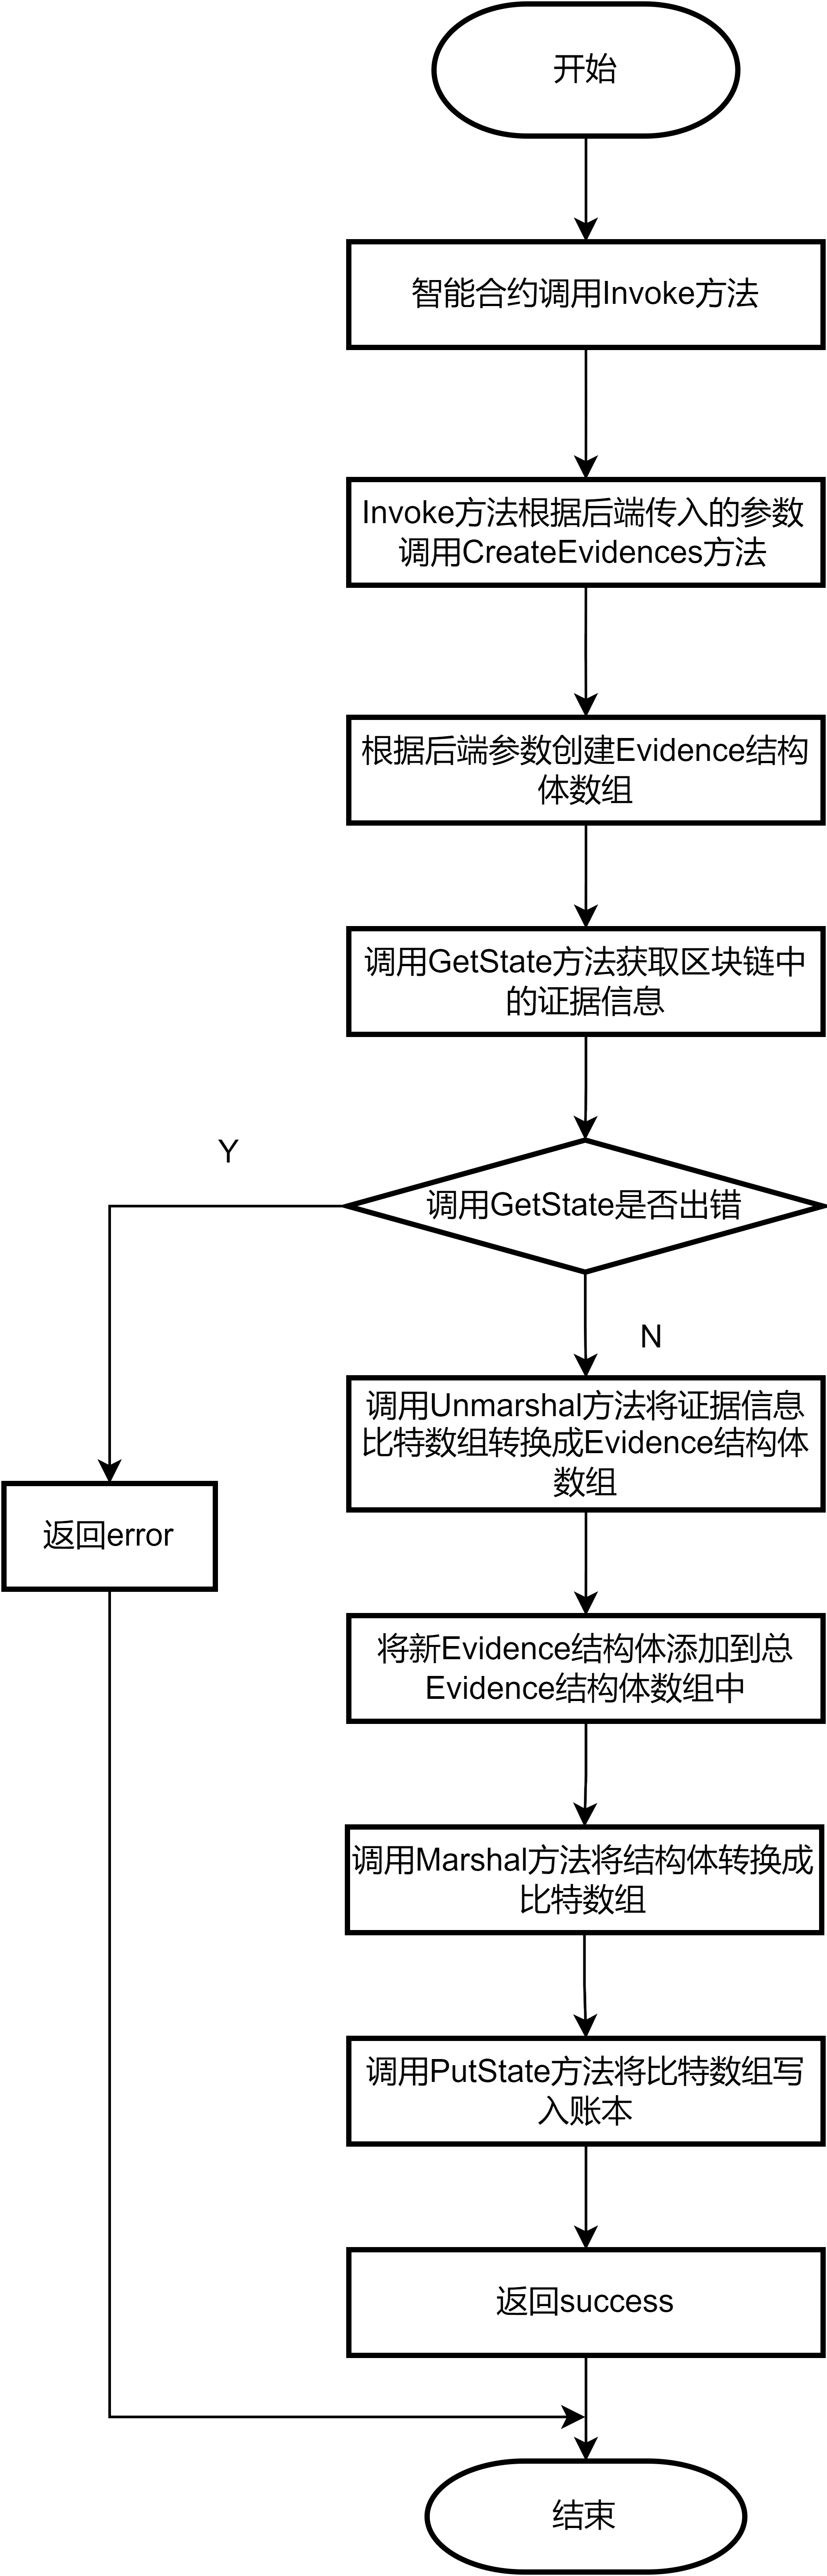 开始
智能合约调用Invoke方法
Invoke方法根据后端传入的参数
调用CreateEvidences方法
根据后端参数创建Evidence结构
体数组
调用GetState方法获取区块链中
的证据信息
Y
调用GetState是否出错
N
调用Unmarshal方法将证据信息
比特数组转换成Evidence结构体
数组
返回error
将新Evidence结构体添加到总
Evidence结构体数组中
调用Marshal方法将结构体转换成
比特数组
调用PutState方法将比特数组写
入账本
返回success
结束